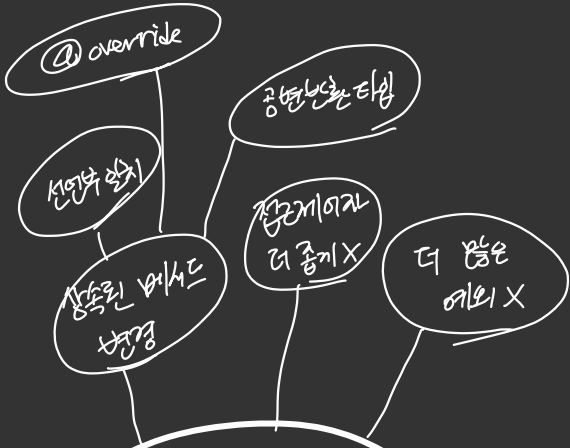 @override
공변반환타입
선언부 일치
접근제어자
더 좁게 X
더 많은
예외 X
상속된 메서드
변경